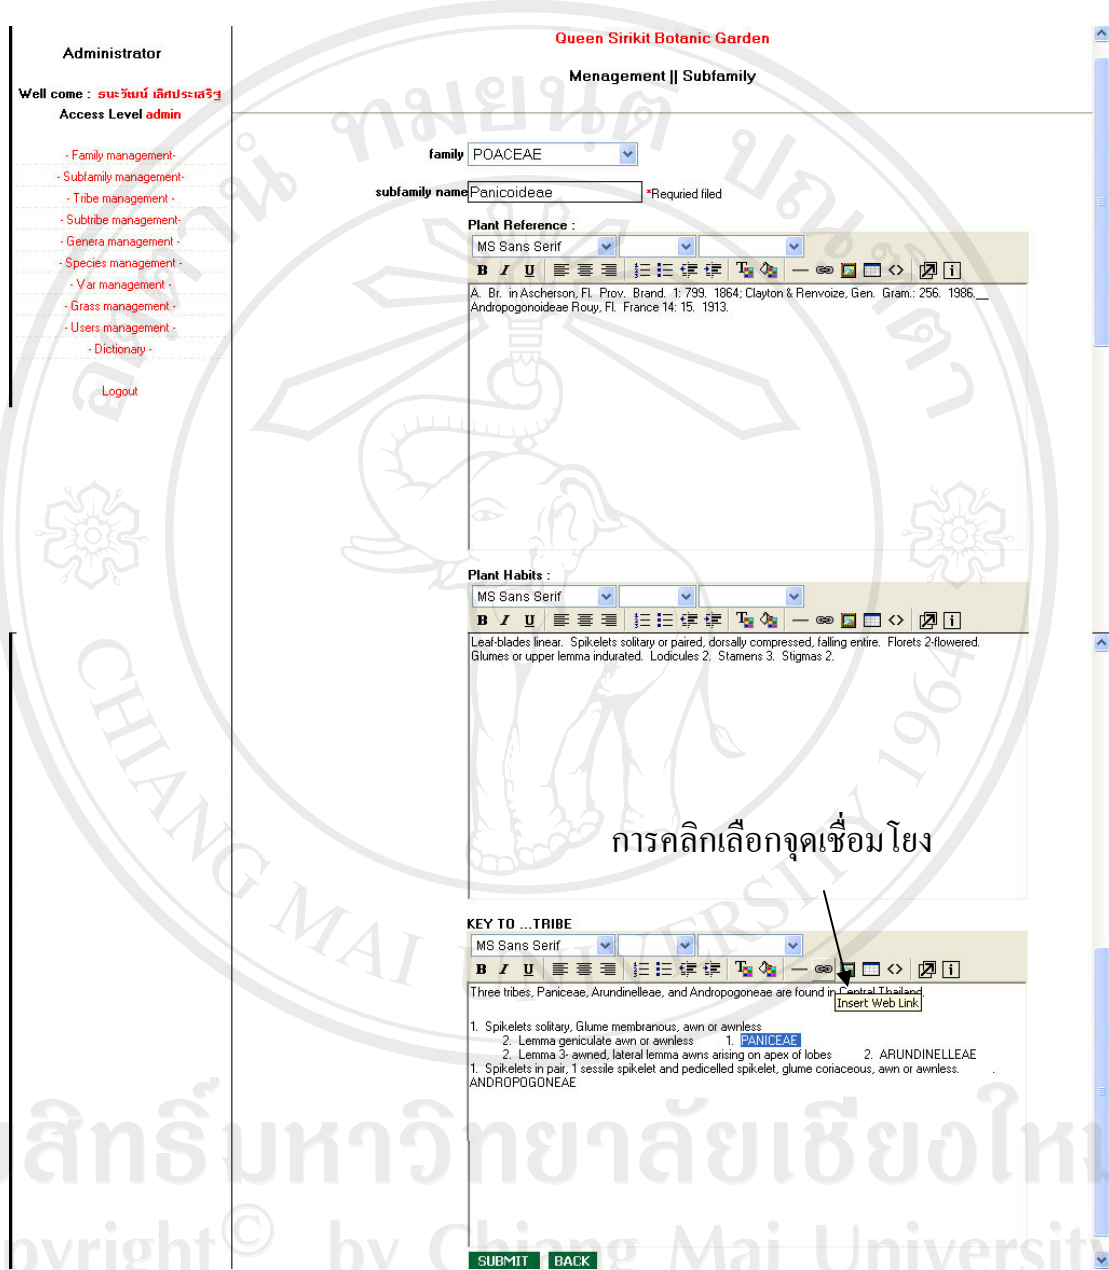 Administrator
Well come : ธนะวัฒน์ เลิศประเสริฐ
Access Level admin
- Family management-
- Subfamily management-
- Tribe management -
- Subtribe management-
- Genera management -
- Species management -
- Var management -
- Grass management -
- Users management -
- Dictionary -
Logout
Queen Sirikit Botanic Garden
Menagement || Subfamily
family POACEAE
subfamily name Panicoideae *Requried filed
Plant Reference :
MS Sans Serif
B I U
A. Br. in Ascherson, Fl. Prov. Brand. 1: 799. 1864; Clayton & Renvoize, Gen. Gram.: 256. 1986.__
Andropogonoideae Rouy, Fl. France 14: 15. 1913.
Plant Habits :
MS Sans Serif
B I U
Leaf-blades linear. Spikelets solitary or paired, dorsally compressed, falling entire. Florets 2-flowered.
Glumes or upper lemma indurated. Lodicules 2. Stamens 3. Stigmas 2.
การคลิกเลือกจุดเชื่อมโยง
KEY TO ...TRIBE
MS Sans Serif
B I U
Three tribes, Paniceae, Arundinelleae, and Andropogoneae are found in Central Thailand.
Insert Web Link
1. Spikelets solitary, Glume membranous, awn or awnless
2. Lemma geniculate awn or awnless 1. PANICEAE
2. Lemma 3- awned, lateral lemma awns arising on apex of lobes 2. ARUNDINELLEAE
1. Spikelets in pair, 1 sessile spikelet and pedicelled spikelet, glume coriaceous, awn or awnless. .
ANDROPOGONEAE
SUBMIT BACK
CHIANG MAI UNIVERSITY 1964
สิทธิ์มหาวิทยาลัยเชียงใหม่
pyright© by Chiang Mai University